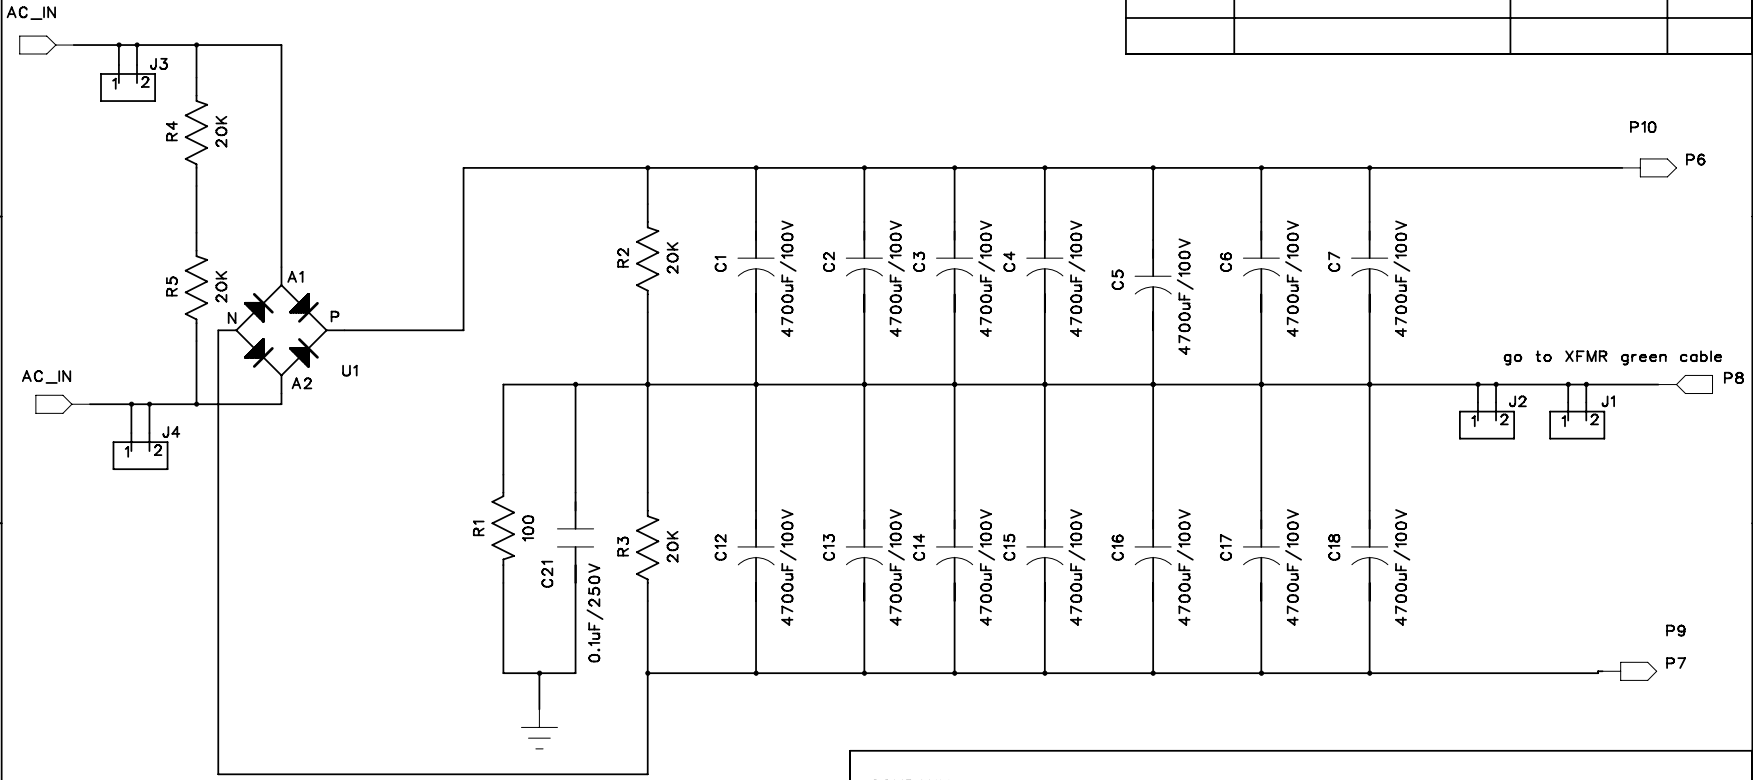 AC_IN
J3
1 2
R4
20K
P10
P6
R5
20K
A1
N
P
A2
U1
AC_IN
J4
1 2
R2
20K
C1
4700uF/100V
C2
4700uF/100V
C3
4700uF/100V
C4
4700uF/100V
C5
4700uF/100V
C6
4700uF/100V
C7
4700uF/100V
go to XFMR green cable
P8
J2
1 2
J1
1 2
R1
100
C21
0.1uF/250V
R3
20K
C12
4700uF/100V
C13
4700uF/100V
C14
4700uF/100V
C15
4700uF/100V
C16
4700uF/100V
C17
4700uF/100V
C18
4700uF/100V
P9
P7